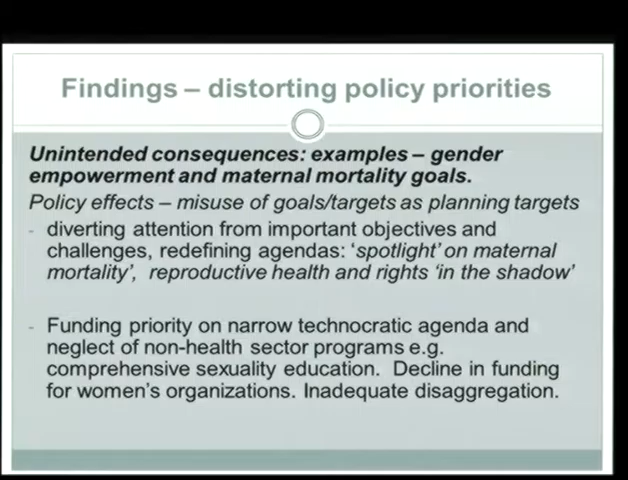 Findings – distorting policy priorities
Unintended consequences: examples – gender
empowerment and maternal mortality goals.
Policy effects – misuse of goals/targets as planning targets
- diverting attention from important objectives and
challenges, redefining agendas: ‘spotlight’ on maternal
mortality’, reproductive health and rights ‘in the shadow’
- Funding priority on narrow technocratic agenda and
neglect of non-health sector programs e.g.
comprehensive sexuality education. Decline in funding
for women’s organizations. Inadequate disaggregation.